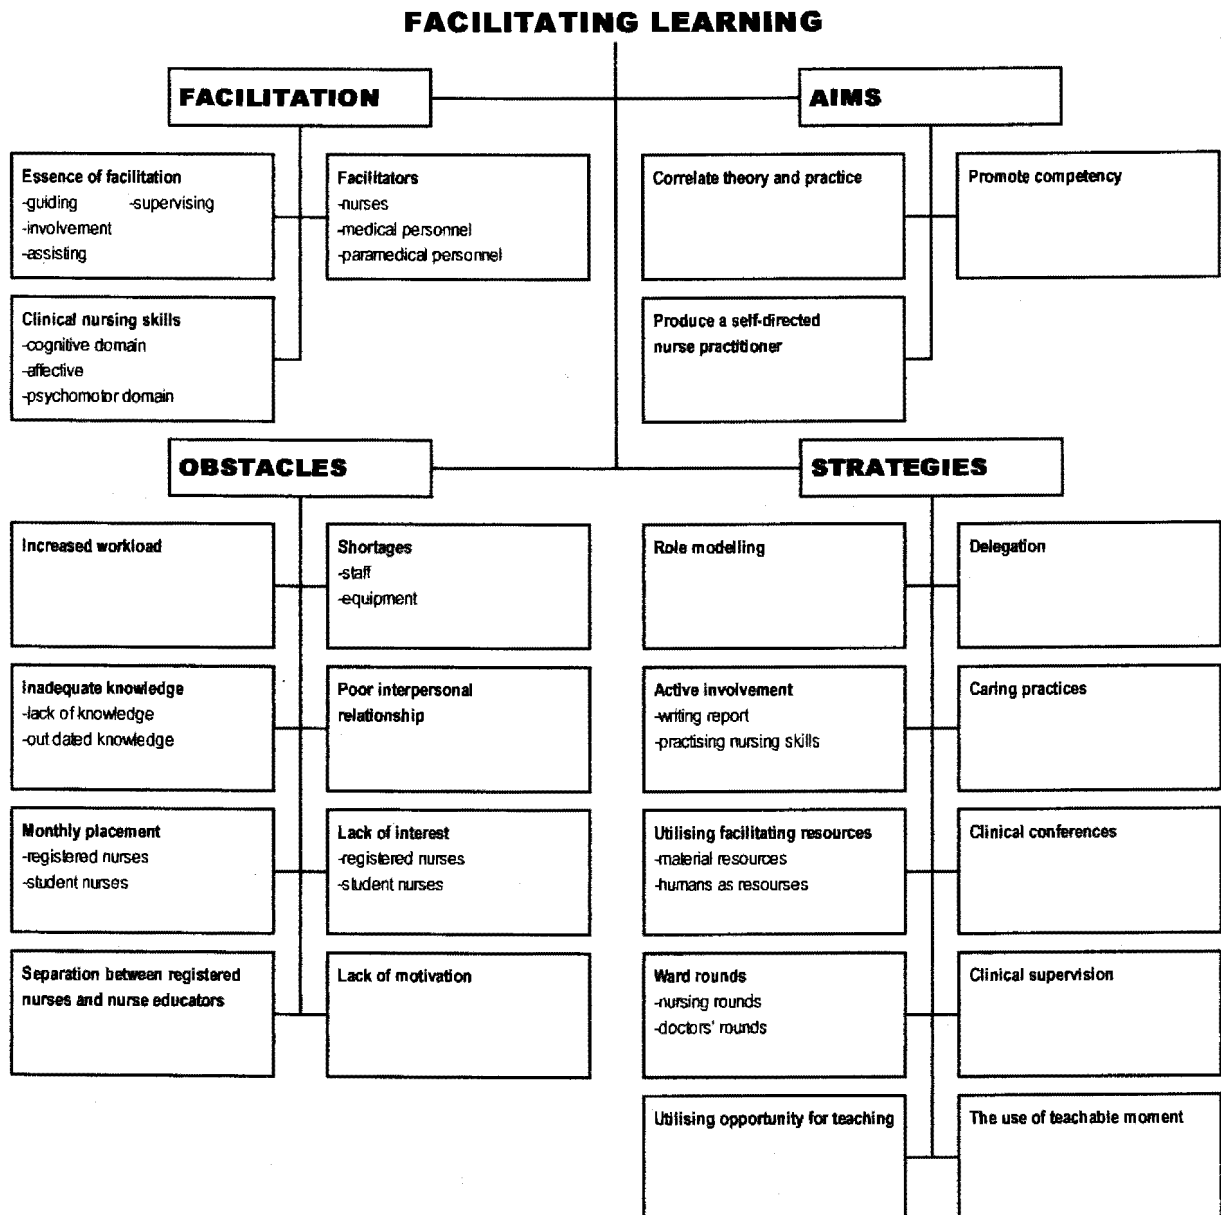 FACILITATING LEARNING
FACILITATION
Essence of facilitation
-guiding -supervising
-involvement
-assisting
Facilitators
-nurses
-medical personnel
-paramedical personnel
Clinical nursing skills
-cognitive domain
-affective
-psychomotor domain
AIMS
Correlate theory and practice
Promote competency
Produce a self-directed
nurse practitioner
OBSTACLES
Increased workload
Shortages
-staff
-equipment
Inadequate knowledge
-lack of knowledge
-out dated knowledge
Poor interpersonal
relationship
Monthly placement
-registered nurses
-student nurses
Lack of interest
-registered nurses
-student nurses
Separation between registered
nurses and nurse educators
Lack of motivation
STRATEGIES
Role modelling
Delegation
Active involvement
-writing report
-practising nursing skills
Caring practices
Utilising facilitating resources
-material resources
-humans as resourses
Clinical conferences
Ward rounds
-nursing rounds
-doctors' rounds
Clinical supervision
Utilising opportunity for teaching
The use of teachable moment